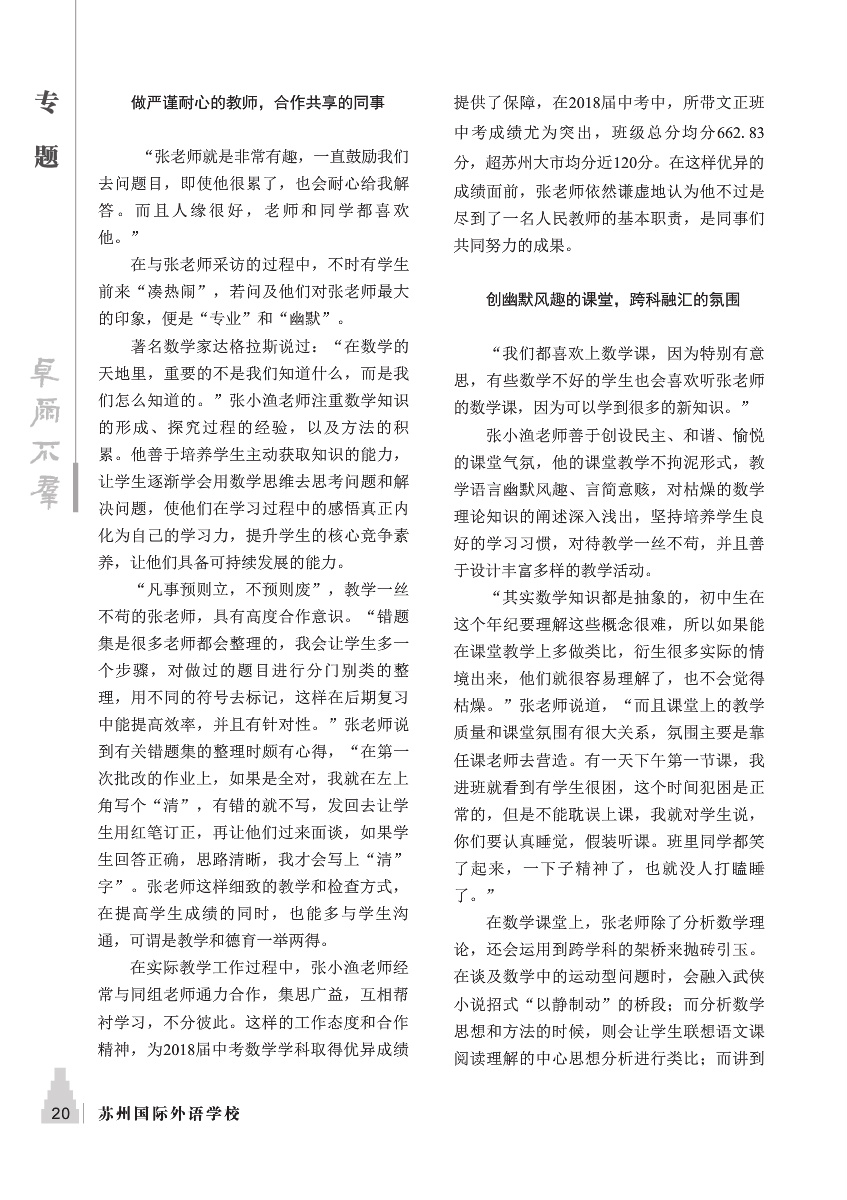 专
题
卓尔不群
做严谨耐心的教师，合作共享的同事
“张老师就是非常有趣，一直鼓励我们
去问题目，即使他很累了，也会耐心给我解
答。而且人缘很好，老师和同学都喜欢
他。”
在与张老师采访的过程中，不时有学生
前来“凑热闹”，若问及他们对张老师最大
的印象，便是“专业”和“幽默”。
著名数学家达格拉斯说过：“在数学的
天地里，重要的不是我们知道什么，而是我
们怎么知道的。”张小渔老师注重数学知识
的形成、探究过程的经验，以及方法的积
累。他善于培养学生主动获取知识的能力，
让学生逐渐学会用数学思维去思考问题和解
决问题，使他们在学习过程中的感悟真正内
化为自己的学习力，提升学生的核心竞争素
养，让他们具备可持续发展的能力。
“凡事预则立，不预则废”，教学一丝
不苟的张老师，具有高度合作意识。“错题
集是很多老师都会整理的，我会让学生多一
个步骤，对做过的题目进行分门别类的整
理，用不同的符号去标记，这样在后期复习
中能提高效率，并且有针对性。”张老师说
到有关错题集的整理时颇有心得，“在第一
次批改的作业上，如果是全对，我就在左上
角写个“清”，有错的就不写，发回去让学
生用红笔订正，再让他们过来面谈，如果学
生回答正确，思路清晰，我才会写上“清”
字”。张老师这样细致的教学和检查方式，
在提高学生成绩的同时，也能多与学生沟
通，可谓是教学和德育一举两得。
在实际教学工作过程中，张小渔老师经
常与同组老师通力合作，集思广益，互相帮
衬学习，不分彼此。这样的工作态度和合作
精神，为2018届中考数学学科取得优异成绩
提供了保障，在2018届中考中，所带文正班
中考成绩尤为突出，班级总分均分662.83
分，超苏州大市均分近120分。在这样优异的
成绩面前，张老师依然谦虚地认为他不过是
尽到了一名人民教师的基本职责，是同事们
共同努力的成果。
创幽默风趣的课堂，跨科融汇的氛围
“我们都喜欢上数学课，因为特别有意
思，有些数学不好的学生也会喜欢听张老师
的数学课，因为可以学到很多的新知识。”
张小渔老师善于创设民主、和谐、愉悦
的课堂气氛，他的课堂教学不拘泥形式，教
学语言幽默风趣、言简意赅，对枯燥的数学
理论知识的阐述深入浅出，坚持培养学生良
好的学习习惯，对待教学一丝不苟，并且善
于设计丰富多样的教学活动。
“其实数学知识都是抽象的，初中生在
这个年纪要理解这些概念很难，所以如果能
在课堂教学上多做类比，衍生很多实际的情
境出来，他们就很容易理解了，也不会觉得
枯燥。”张老师说道，“而且课堂上的教学
质量和课堂氛围有很大关系，氛围主要是靠
任课老师去营造。有一天下午第一节课，我
进班就看到有学生很困，这个时间犯困是正
常的，但是不能耽误上课，我就对学生说，
你们要认真睡觉，假装听课。班里同学都笑
了起来，一下子精神了，也就没人打瞌睡
了。”
在数学课堂上，张老师除了分析数学理
论，还会运用到跨学科的架桥来抛砖引玉。
在谈及数学中的运动型问题时，会融入武侠
小说招式“以静制动”的桥段；而分析数学
思想和方法的时候，则会让学生联想语文课
阅读理解的中心思想分析进行类比；而讲到
20 苏州国际外语学校